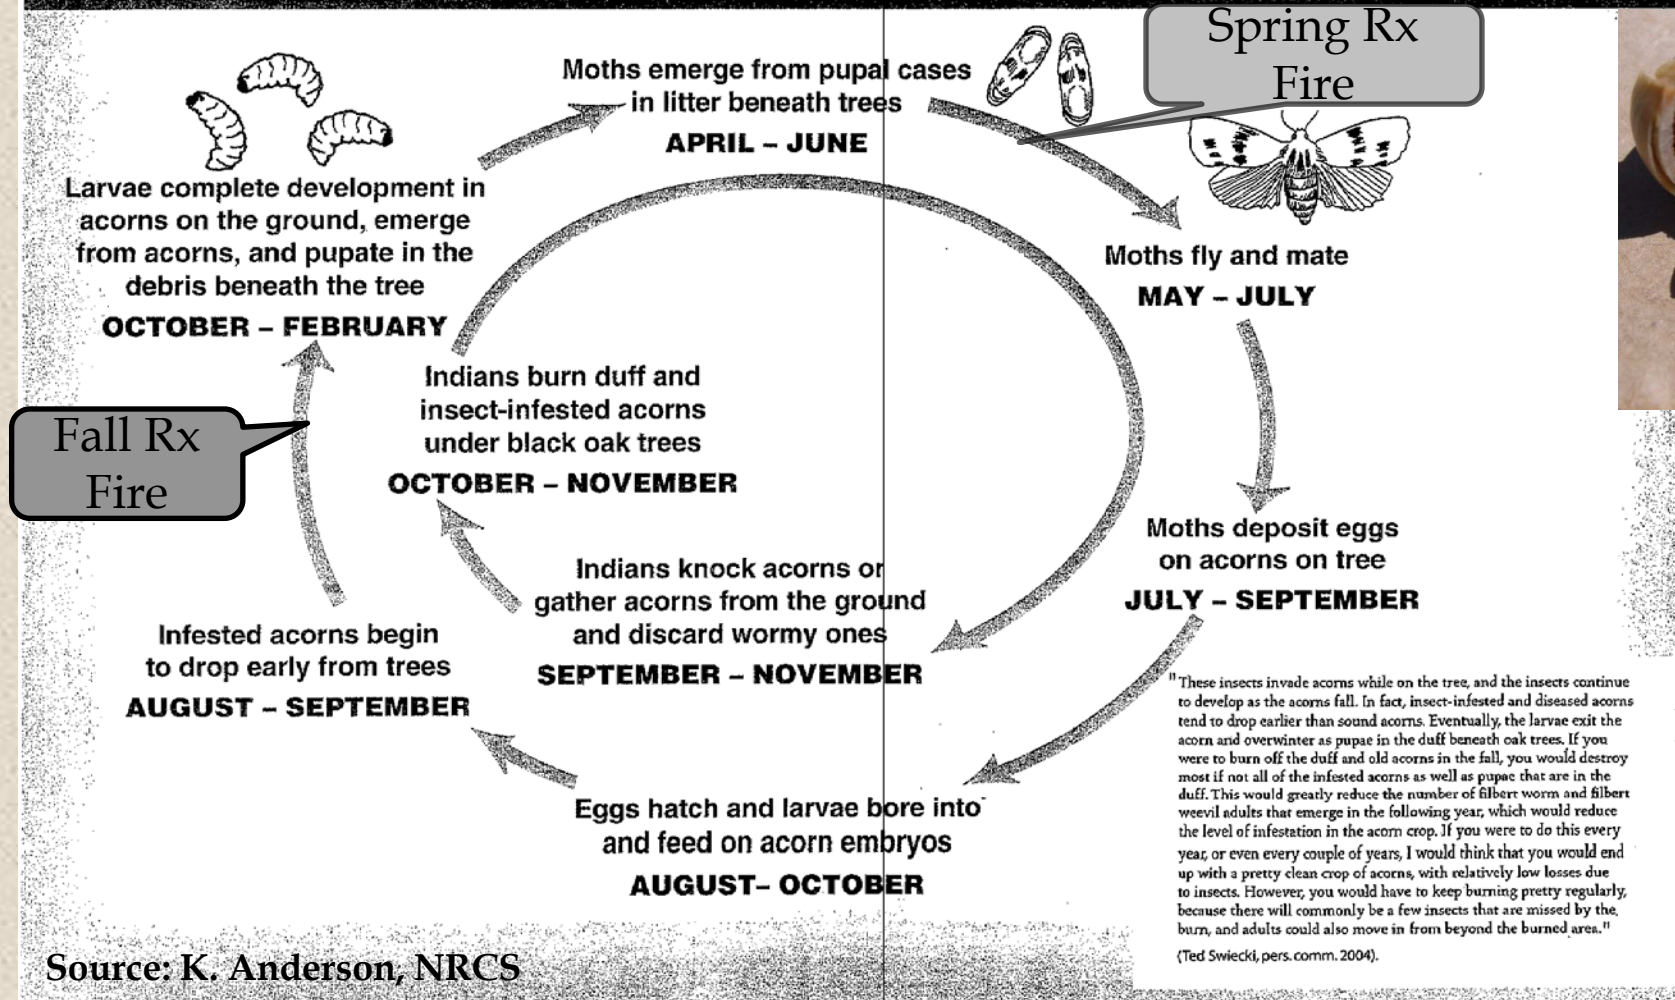 Spring Rx
Fire
Moths emerge from pupal cases
in litter beneath trees
APRIL – JUNE
Larvae complete development in
acorns on the ground, emerge
from acorns, and pupate in the
debris beneath the tree
OCTOBER – FEBRUARY
Moths fly and mate
MAY – JULY
Indians burn duff and
insect-infested acorns
under black oak trees
OCTOBER – NOVEMBER
Fall Rx
Fire
Moths deposit eggs
on acorns on tree
JULY – SEPTEMBER
Indians knock acorns or
gather acorns from the ground
and discard wormy ones
SEPTEMBER – NOVEMBER
Infested acorns begin
to drop early from trees
AUGUST – SEPTEMBER
Eggs hatch and larvae bore into
and feed on acorn embryos
AUGUST– OCTOBER
"These insects invade acorns while on the tree, and the insects continue
to develop as the acorns fall. In fact, insect-infested and diseased acorns
tend to drop earlier than sound acorns. Eventually, the larvae exit the
acorn and overwinter as pupae in the duff beneath oak trees. If you
were to burn off the duff and old acorns in the fall, you would destroy
most if not all of the infested acorns as well as pupae that are in the
duff. This would greatly reduce the number of filbert worm and filbert
weevil adults that emerge in the following year, which would reduce
the level of infestation in the acorn crop. If you were to do this every
year, or even every couple of years, I would think that you would end
up with a pretty clean crop of acorns, with relatively low losses due
to insects. However, you would have to keep burning pretty regularly,
because there will commonly be a few insects that are missed by the
burn, and adults could also move in from beyond the burned area."
(Ted Swiecki, pers. comm. 2004).
Source: K. Anderson, NRCS